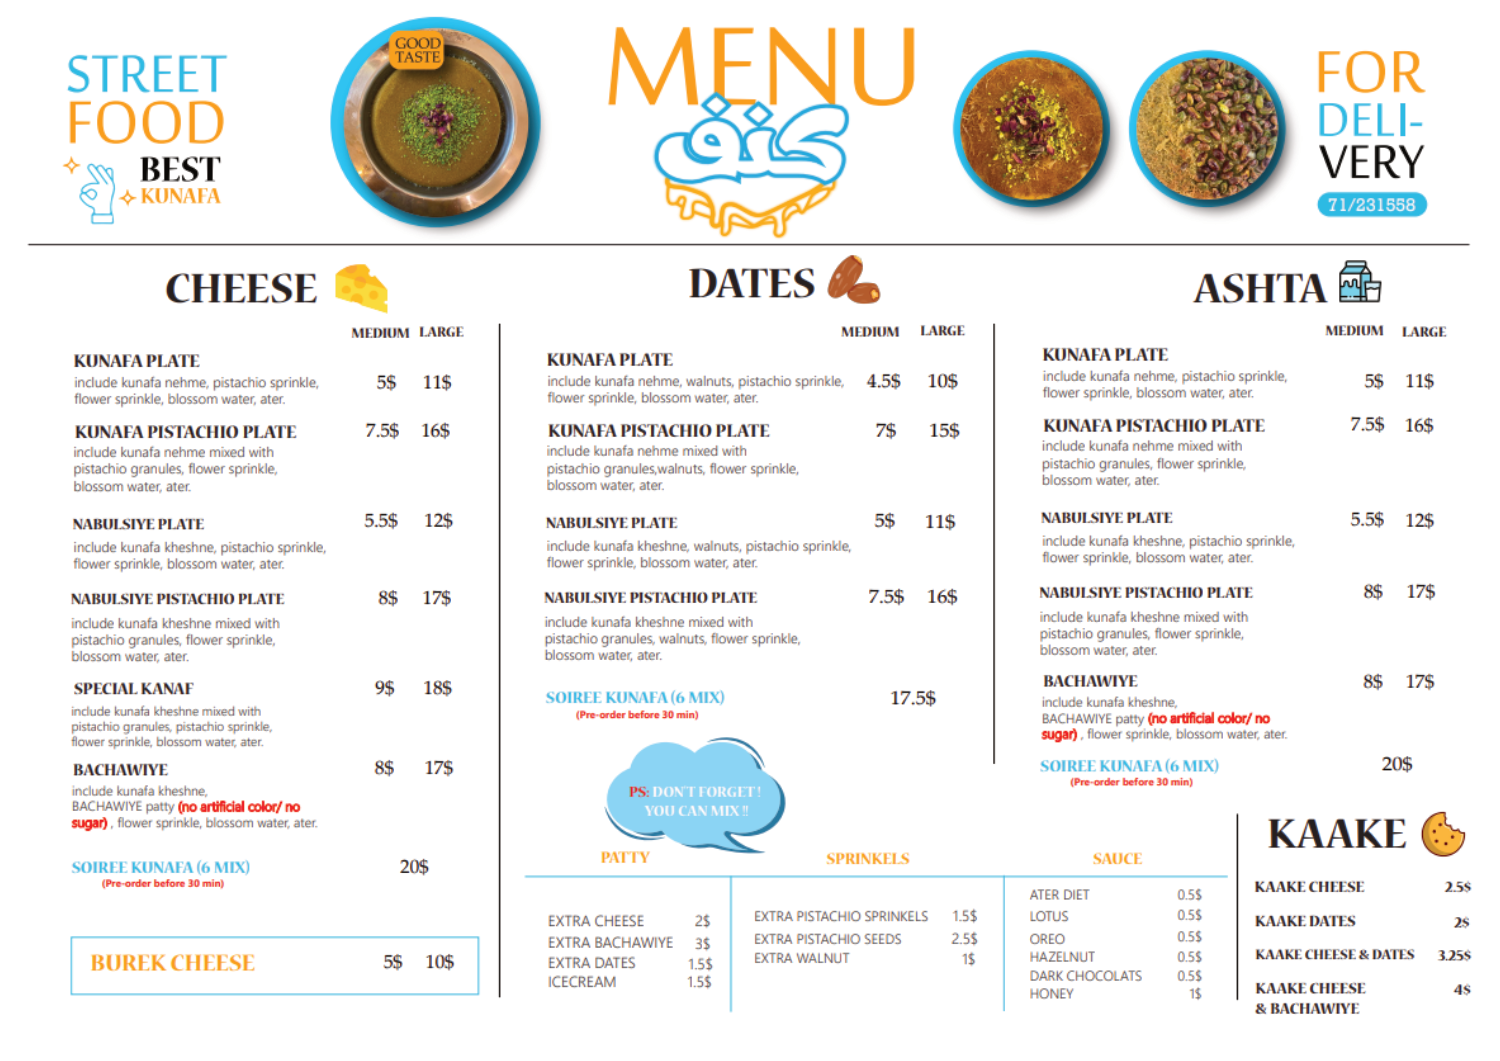 STREET
FOOD
BEST
KUNAFA
GOOD
TASTE
MENU
كنف
FOR
DELI-
VERY
71/231558
CHEESE
MEDIUM LARGE
KUNAFA PLATE
include kunafa nehme, pistachio sprinkle, 5$ 11$
flower sprinkle, blossom water, ater.
KUNAFA PISTACHIO PLATE 7.5$ 16$
include kunafa nehme mixed with
pistachio granules, flower sprinkle,
blossom water, ater.
NABULSIYE PLATE 5.5$ 12$
include kunafa kheshne, pistachio sprinkle,
flower sprinkle, blossom water, ater.
NABULSIYE PISTACHIO PLATE 8$ 17$
include kunafa kheshne mixed with
pistachio granules, flower sprinkle,
blossom water, ater.
SPECIAL KANAF 9$ 18$
include kunafa kheshne mixed with
pistachio granules, pistachio sprinkle,
flower sprinkle, blossom water, ater.
BACHAWIYE 8$ 17$
include kunafa kheshne,
BACHAWIYE patty (no artificial color/ no
sugar) , flower sprinkle, blossom water, ater.
SOIREE KUNAFA (6 MIX) 20$
(Pre-order before 30 min)
BUREK CHEESE 5$ 10$
DATES
MEDIUM LARGE
KUNAFA PLATE
include kunafa nehme, walnuts, pistachio sprinkle, 4.5$ 10$
flower sprinkle, blossom water, ater.
KUNAFA PISTACHIO PLATE 7$ 15$
include kunafa nehme mixed with
pistachio granules,walnuts, flower sprinkle,
blossom water, ater.
NABULSIYE PLATE 5$ 11$
include kunafa kheshne, walnuts, pistachio sprinkle,
flower sprinkle, blossom water, ater.
NABULSIYE PISTACHIO PLATE 7.5$ 16$
include kunafa kheshne mixed with
pistachio granules, walnuts, flower sprinkle,
blossom water, ater.
SOIREE KUNAFA (6 MIX) 17.5$
(Pre-order before 30 min)
PS: DON'T FORGET!
YOU CAN MIX !!
ASHTA
MEDIUM LARGE
KUNAFA PLATE
include kunafa nehme, pistachio sprinkle, 5$ 11$
flower sprinkle, blossom water, ater.
KUNAFA PISTACHIO PLATE 7.5$ 16$
include kunafa nehme mixed with
pistachio granules, flower sprinkle,
blossom water, ater.
NABULSIYE PLATE 5.5$ 12$
include kunafa kheshne, pistachio sprinkle,
flower sprinkle, blossom water, ater.
NABULSIYE PISTACHIO PLATE 8$ 17$
include kunafa kheshne mixed with
pistachio granules, flower sprinkle,
blossom water, ater.
BACHAWIYE 8$ 17$
include kunafa kheshne,
BACHAWIYE patty (no artificial color/ no
sugar) , flower sprinkle, blossom water, ater.
SOIREE KUNAFA (6 MIX) 20$
(Pre-order before 30 min)
PATTY
EXTRA CHEESE 2$
EXTRA BACHAWIYE 3$
EXTRA DATES 1.5$
ICECREAM 1.5$
SPRINKELS
EXTRA PISTACHIO SPRINKELS 1.5$
EXTRA PISTACHIO SEEDS 2.5$
EXTRA WALNUT 1$
SAUCE
ATER DIET 0.5$
LOTUS 0.5$
OREO 0.5$
HAZELNUT 0.5$
DARK CHOCOLATS 0.5$
HONEY 1$
KAAKE
KAAKE CHEESE 2.5$
KAAKE DATES 2$
KAAKE CHEESE & DATES 3.25$
KAAKE CHEESE 4$
& BACHAWIYE